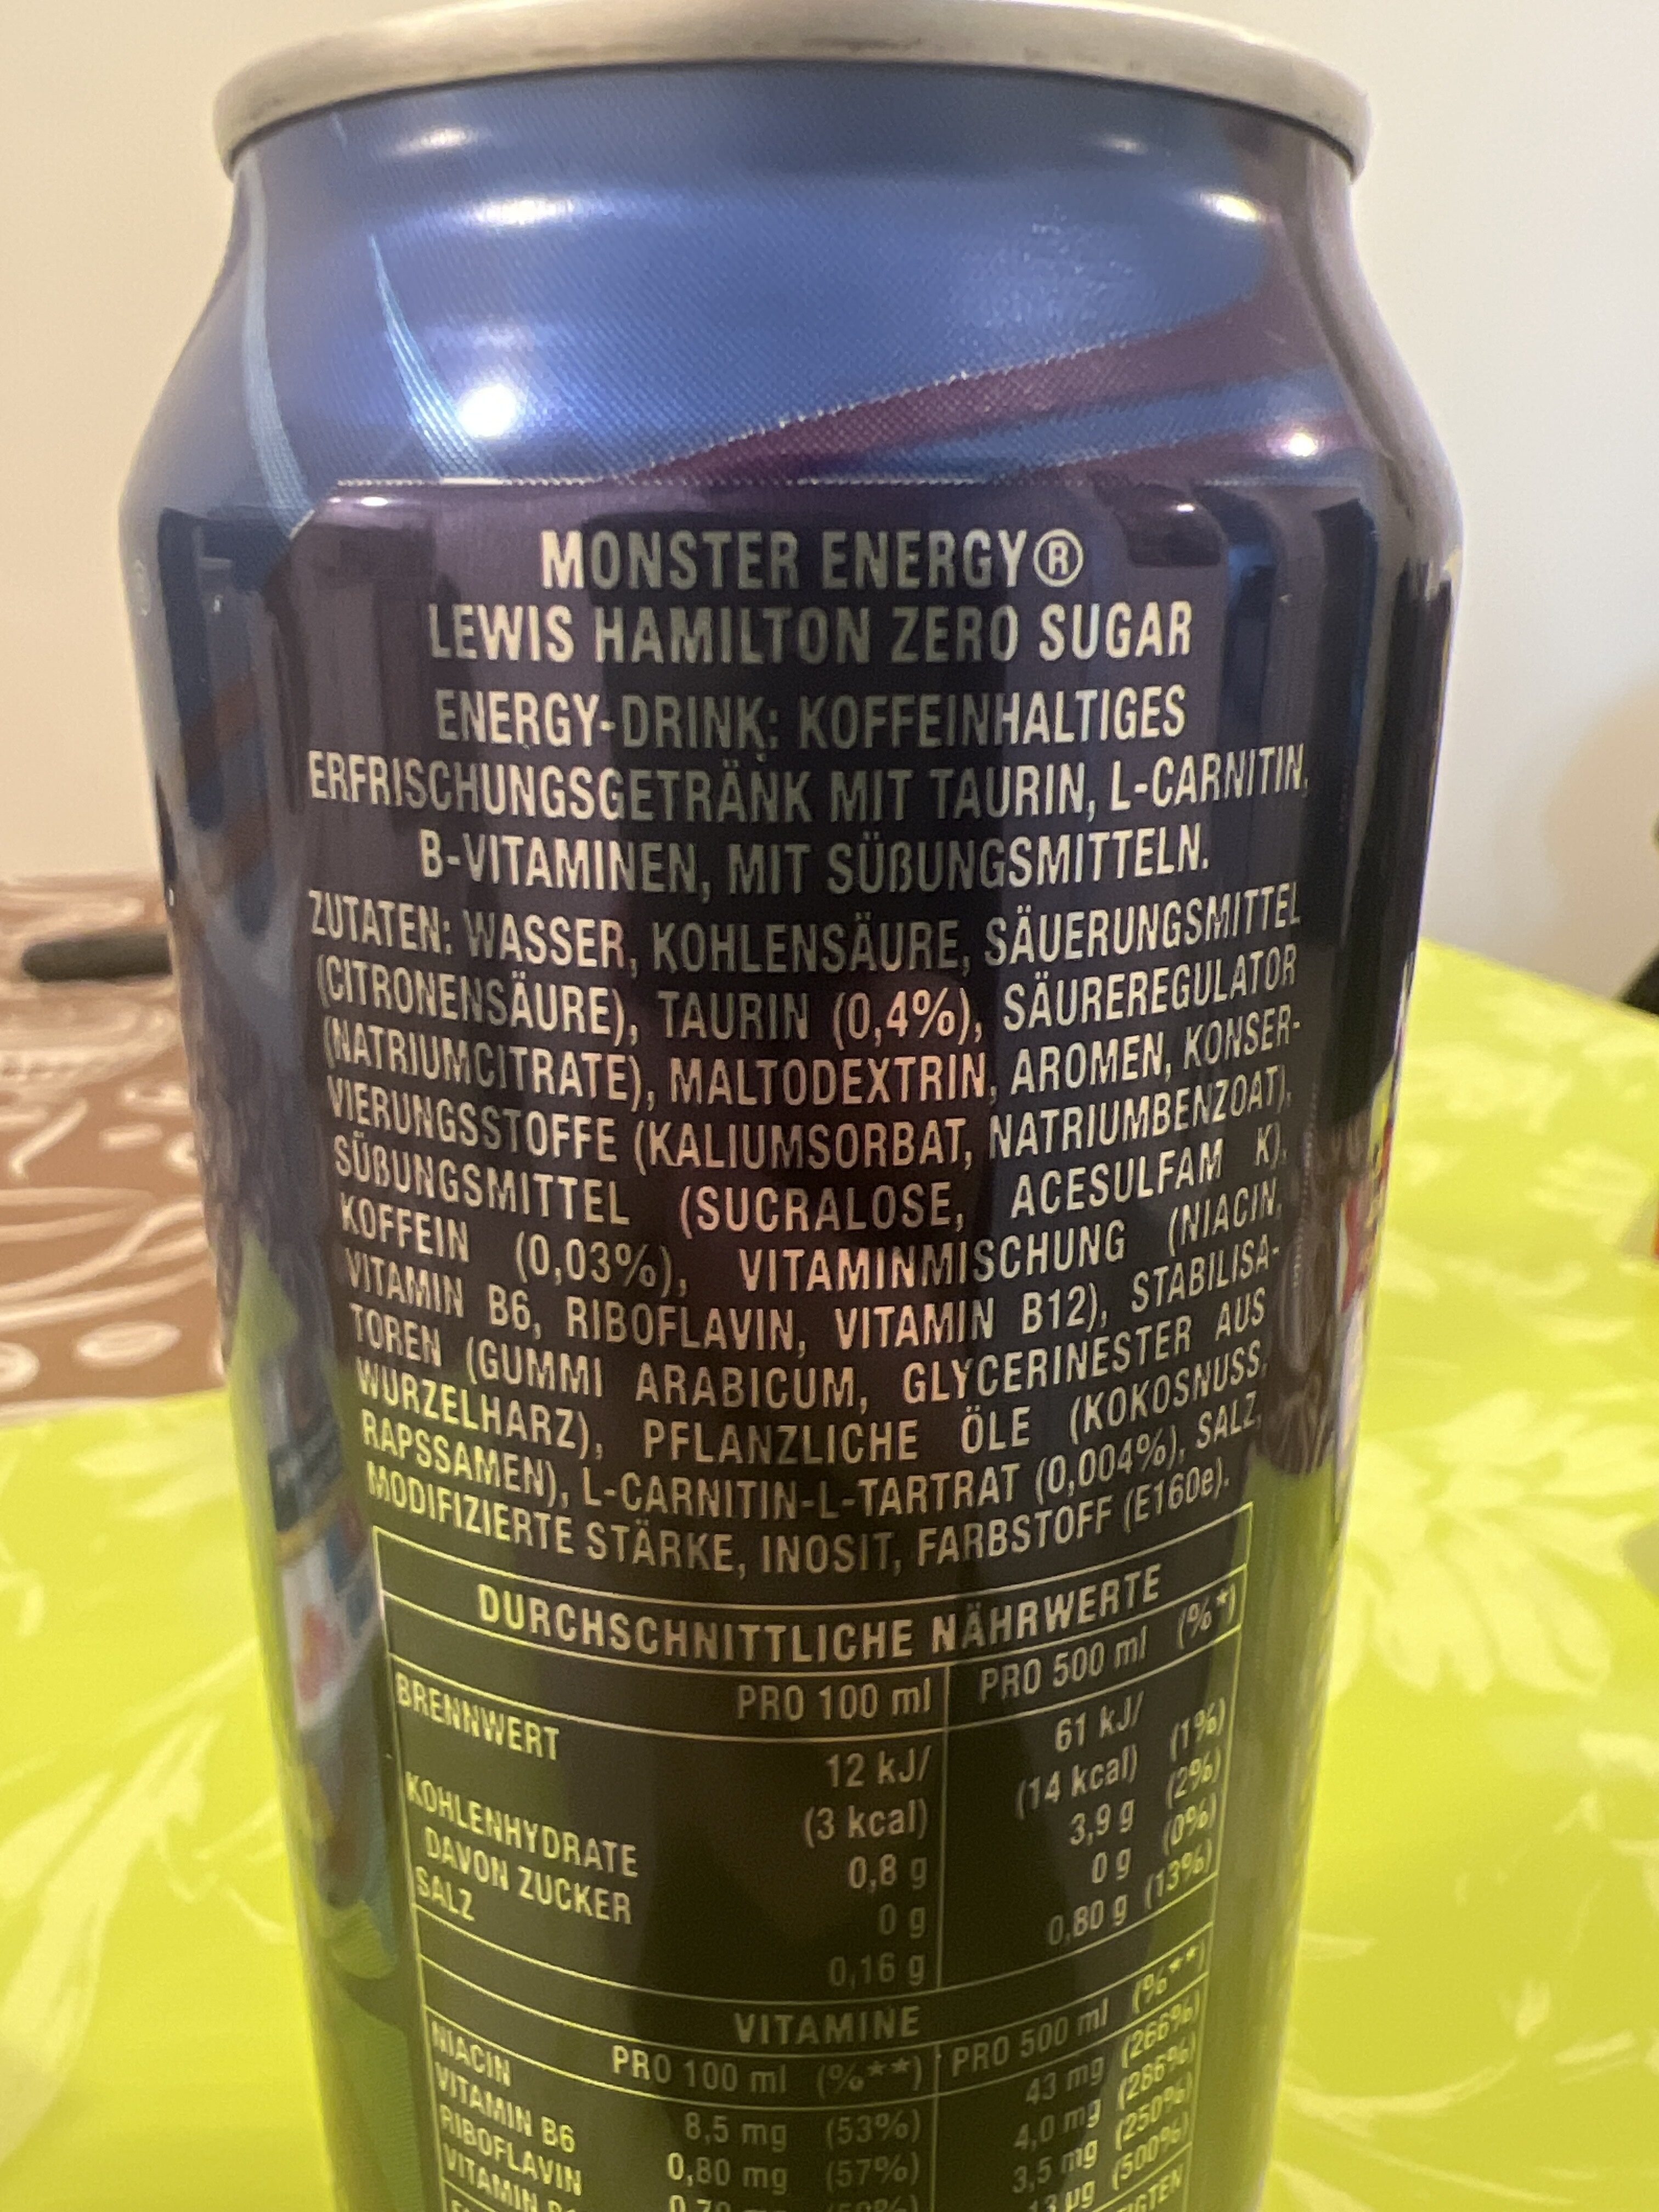 MONSTER ENERGY®
LEWIS HAMILTON ZERO SUGAR
ENERGY-DRINK: KOFFEINHALTIGES
ERFRISCHUNGSGETRÄNK MIT TAURIN, L-CARNITIN,
B-VITAMINEN, MIT SÜßUNGSMITTELN.
ZUTATEN: WASSER, KOHLENSÄURE, SÄUERUNGSMITTEL
(CITRONENSÄURE), TAURIN (0,4%), SÄUREREGULATOR
(NATRIUMCITRATE), MALTODEXTRIN, AROMEN, KONSER-
VIERUNGSSTOFFE (KALIUMSORBAT, NATRIUMBENZOAT),
SÜßUNGSMITTEL (SUCRALOSE, ACESULFAM K),
KOFFEIN (0,03%), VITAMINMISCHUNG (NIACIN,
VITAMIN B6, RIBOFLAVIN, VITAMIN B12), STABILISA-
TOREN (GUMMI ARABICUM, GLYCERINESTER AUS
WURZELHARZ), PFLANZLICHE ÖLE (KOKOSNUSS,
RAPSSAMEN), L-CARNITIN-L-TARTRAT (0,004%), SALZ,
MODIFIZIERTE STÄRKE, INOSIT, FARBSTOFF (E160e).
DURCHSCHNITTLICHE NÄHRWERTE
PRO 100 ml PRO 500 ml (%*)
BRENNWERT 12 kJ/ 61 kJ/
(3 kcal) (14 kcal) (1%)
KOHLENHYDRATE 0,8 g 3,9 g (2%)
DAVON ZUCKER 0 g 0 g (0%)
SALZ 0,16 g 0,80 g (13%)
VITAMINE
PRO 100 ml (%**) PRO 500 ml (%**)
NIACIN 8,5 mg (53%) 43 mg (266%)
VITAMIN B6 0,80 mg (57%) 4,0 mg (286%)
RIBOFLAVIN 3,5 mg (250%)
VITAMIN 13 µg (500%)